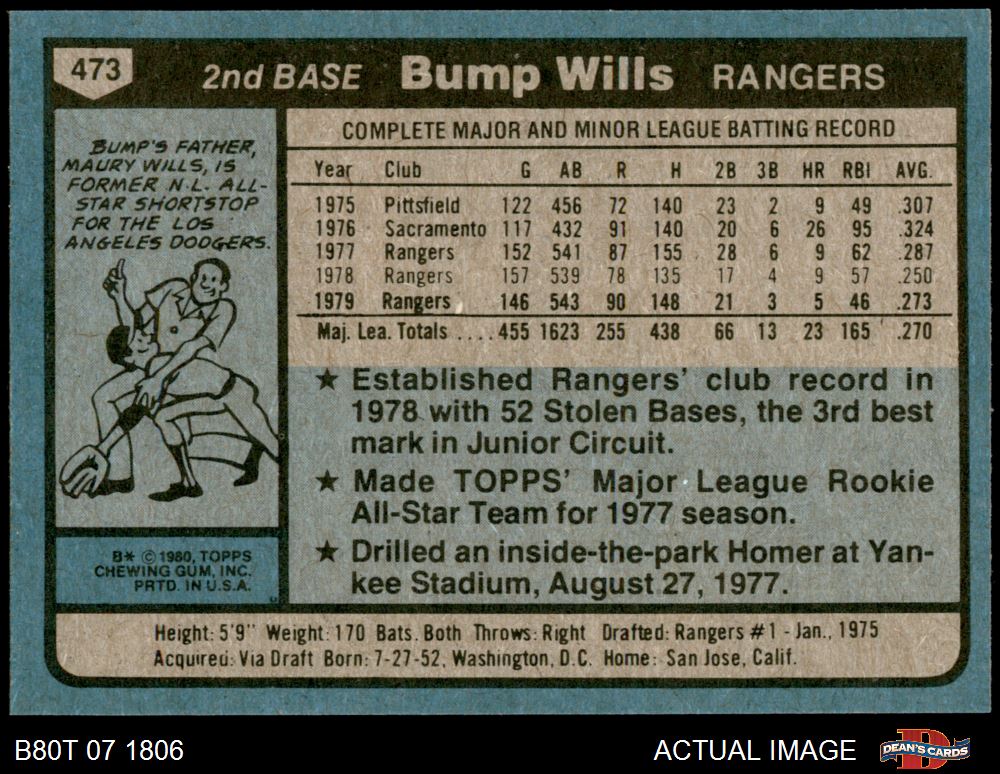 473
2nd BASE Bump Wills RANGERS
BUMP'S FATHER,
MAURY WILLS, IS
FORMER N.L. ALL-
STAR SHORTSTOP
FOR THE LOS
ANGELES DODGERS.
B* © 1980, TOPPS
CHEWING GUM, INC.
PRTD. IN U.S.A.
COMPLETE MAJOR AND MINOR LEAGUE BATTING RECORD
Year Club G AB R H 2B 3B HR RBI AVG.
1975 Pittsfield 122 456 72 140 23 2 9 49 .307
1976 Sacramento 117 432 91 140 20 6 26 95 .324
1977 Rangers 152 541 87 155 28 6 9 62 .287
1978 Rangers 157 539 78 135 17 4 9 57 .250
1979 Rangers 146 543 90 148 21 3 5 46 .273
Maj. Lea. Totals .... 455 1623 255 438 66 13 23 165 .270
★ Established Rangers' club record in
1978 with 52 Stolen Bases, the 3rd best
mark in Junior Circuit.
★ Made TOPPS' Major League Rookie
All-Star Team for 1977 season.
★ Drilled an inside-the-park Homer at Yan-
kee Stadium, August 27, 1977.
Height: 5'9" Weight: 170 Bats: Both Throws: Right Drafted: Rangers #1 - Jan., 1975
Acquired: Via Draft Born: 7-27-52, Washington, D.C. Home: San Jose, Calif.
B80T 07 1806
ACTUAL IMAGE
DEAN'S CARDS